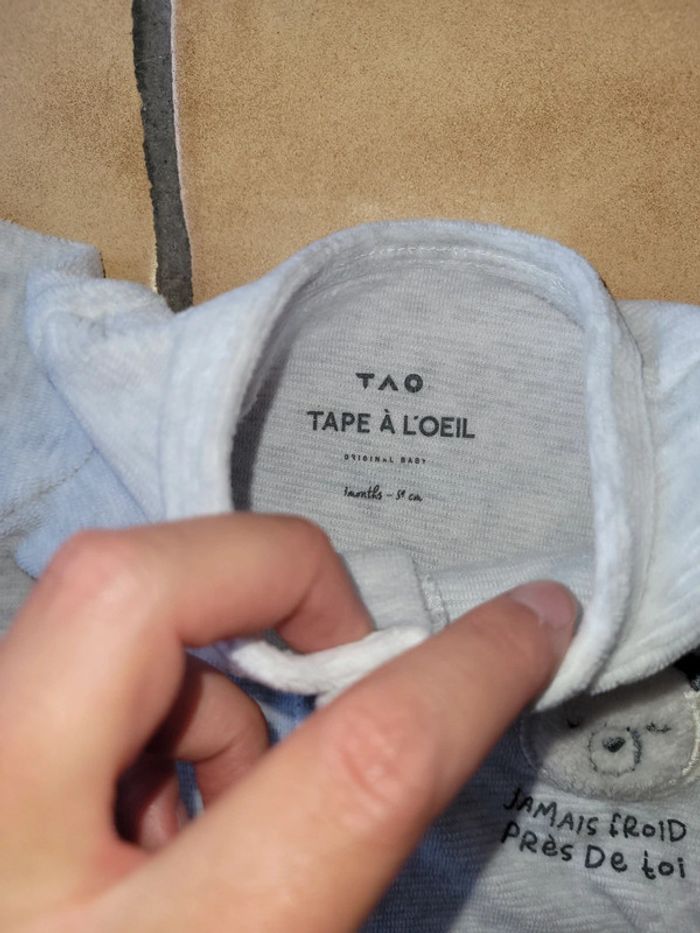 TAO
TAPE À L'OEIL
ORIGINAL BABY
JAMAIS FROID
PRÈS DE toi